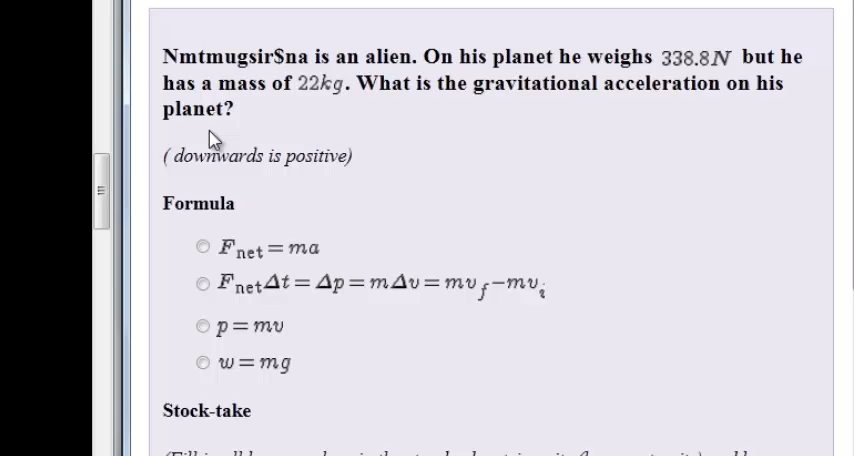 Nmtmugsir$na is an alien. On his planet he weighs 338.8N but he
has a mass of 22kg. What is the gravitational acceleration on his
planet?
( downwards is positive)
Formula
F_net = ma
F_net Δt = Δp = mΔv = mv_f − mv_i
p = mv
w = mg
Stock-take